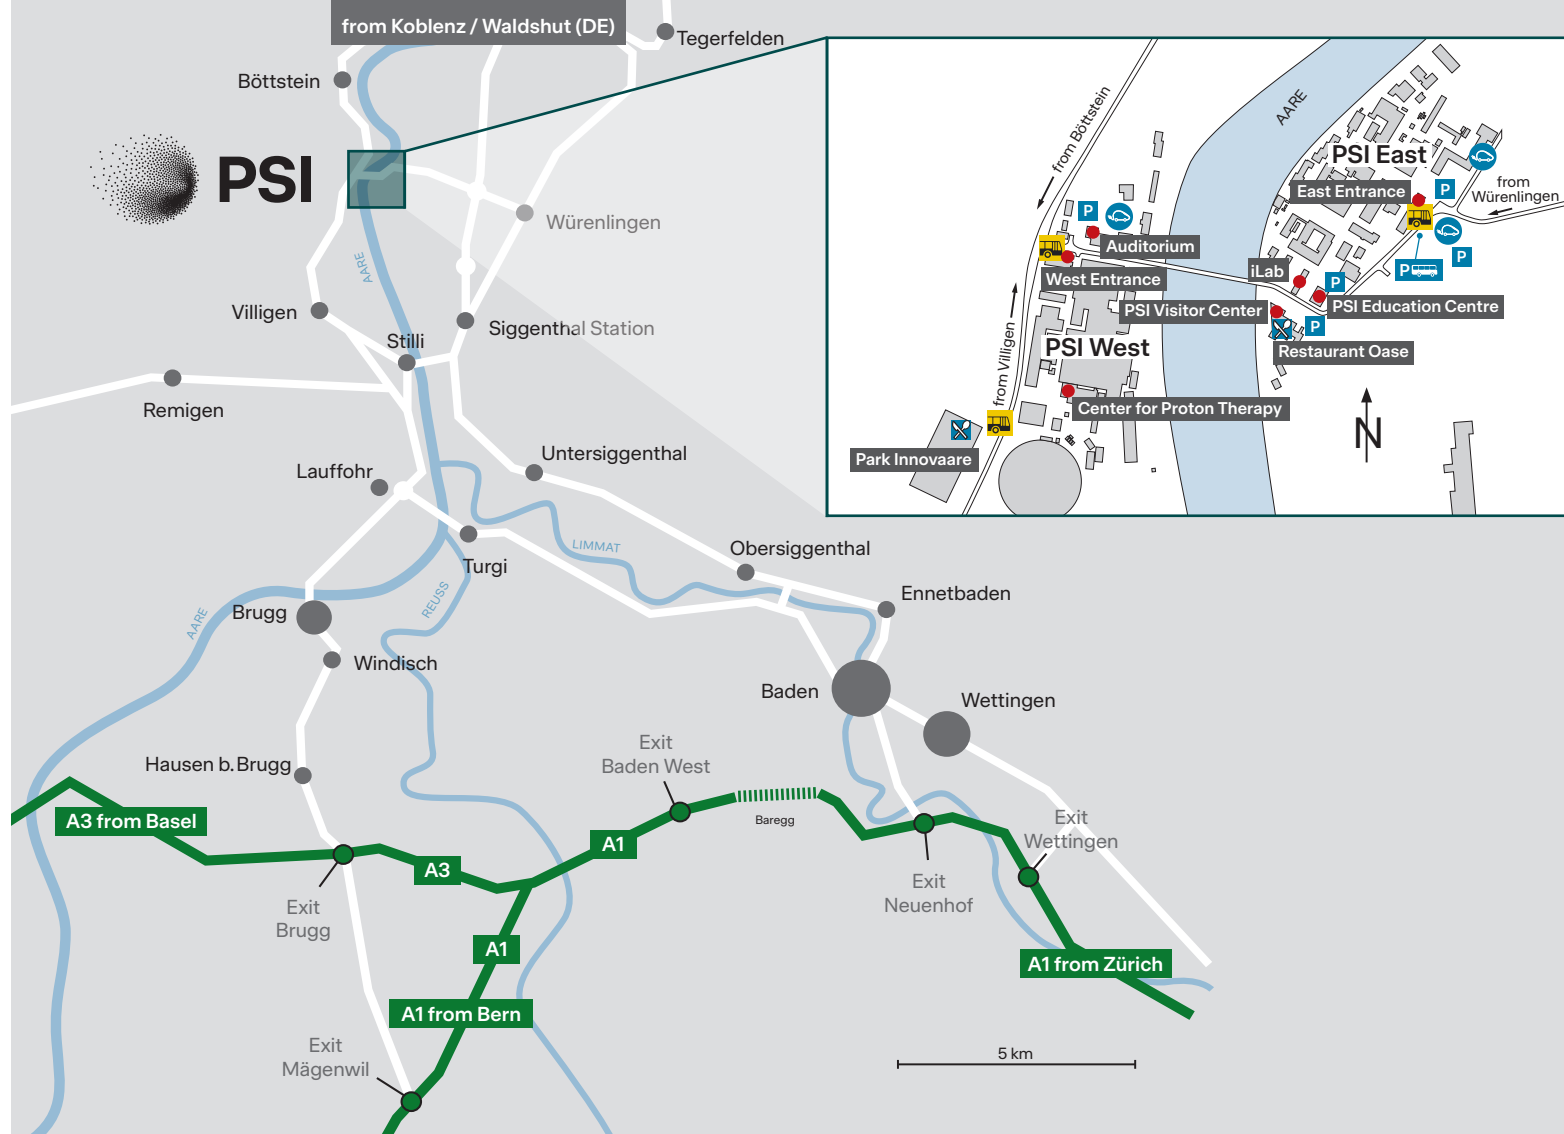 from Koblenz / Waldshut (DE)
Tegerfelden
Böttstein
PSI
Würenlingen
AARE
Villigen
Siggenthal Station
Stilli
Remigen
Lauffohr
Untersiggenthal
Turgi
LIMMAT
Obersiggenthal
Ennetbaden
REUSS
AARE
Brugg
Windisch
Baden
Wettingen
Hausen b. Brugg
Exit
Baden West
A3 from Basel
A3
A1
Baregg
Exit
Wettingen
Exit
Brugg
Exit
Neuenhof
A1
A1 from Zürich
A1 from Bern
Exit
Mägenwil
5 km
from Böttstein
AARE
PSI East
East Entrance
P
from
Würenlingen
P
Auditorium
West Entrance
iLab
P
P
P
PSI Visitor Center
PSI Education Centre
P
Restaurant Oase
from Villigen
PSI West
Center for Proton Therapy
Park Innovaare
N